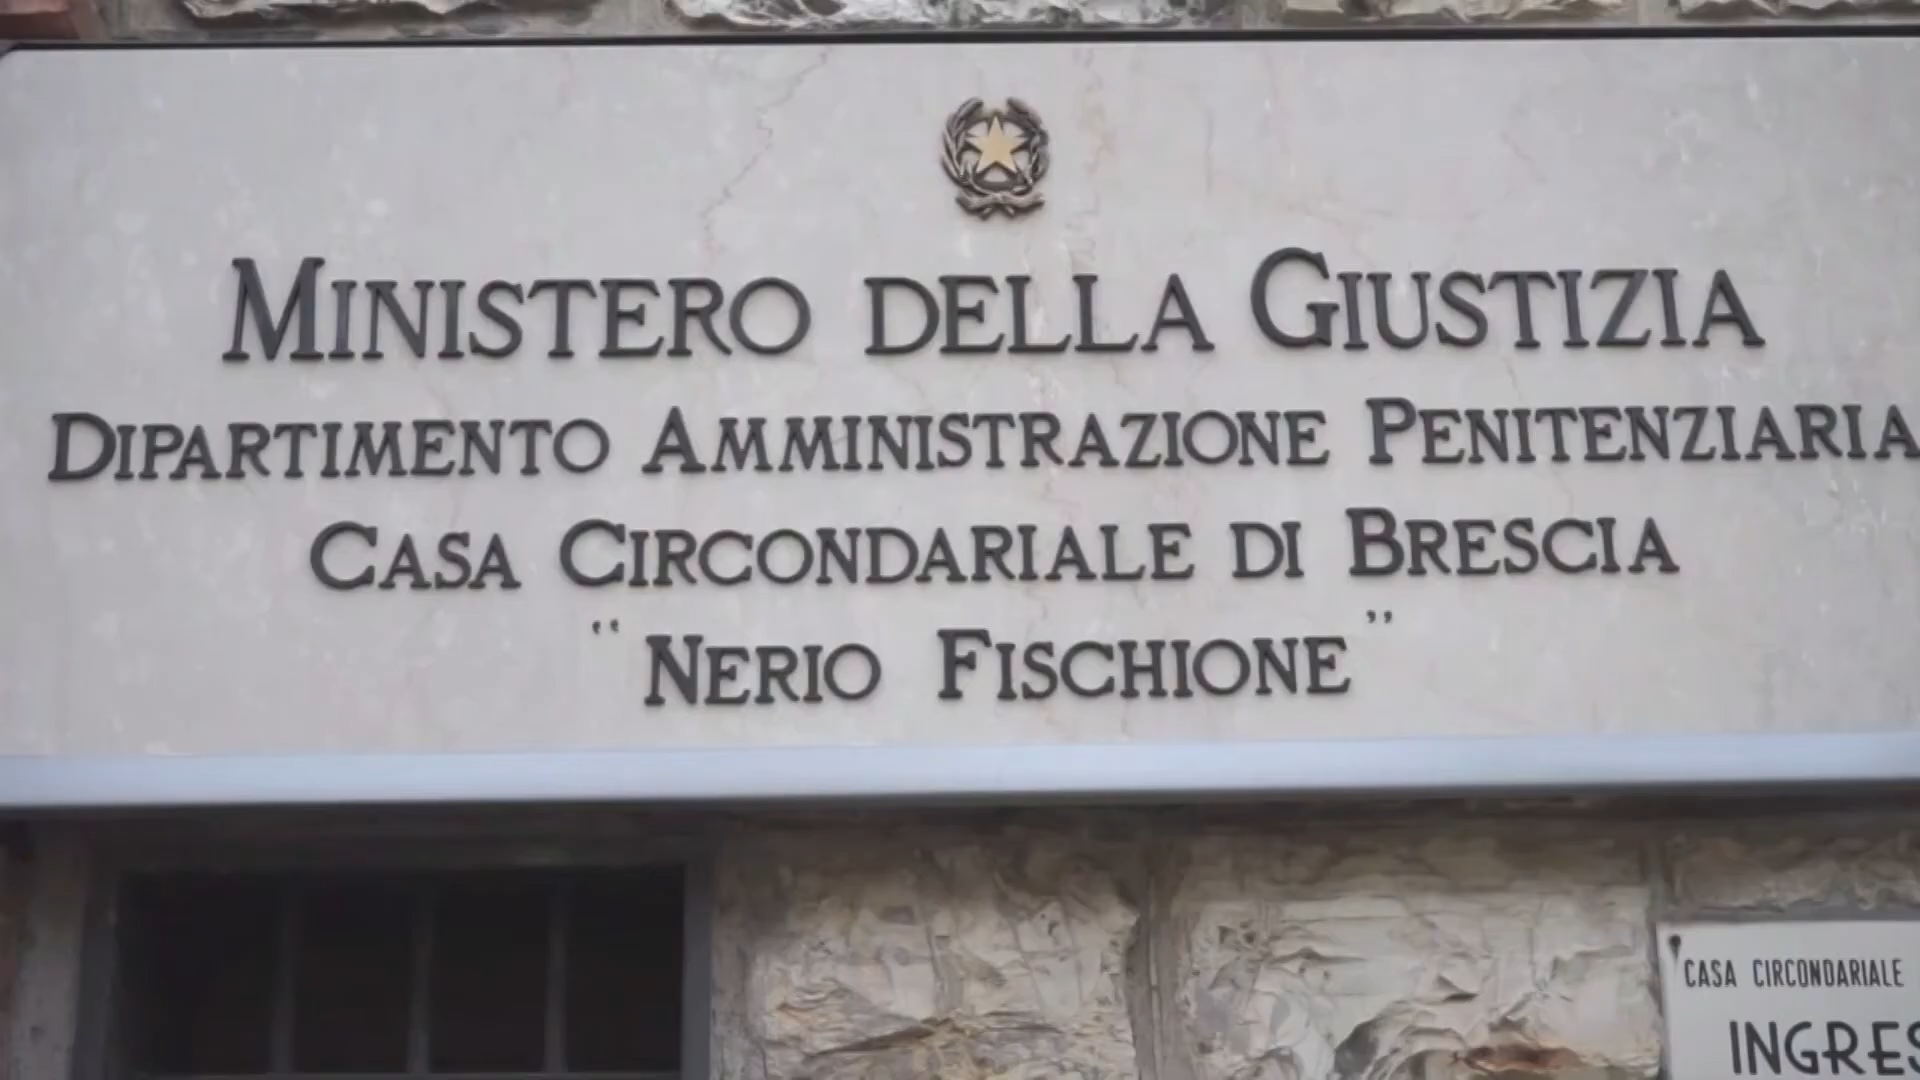 MINISTERO DELLA GIUSTIZIA
DIPARTIMENTO AMMINISTRAZIONE PENITENZIARIA
CASA CIRCONDARIALE DI BRESCIA
“NERIO FISCHIONE”
CASA CIRCONDARIALE